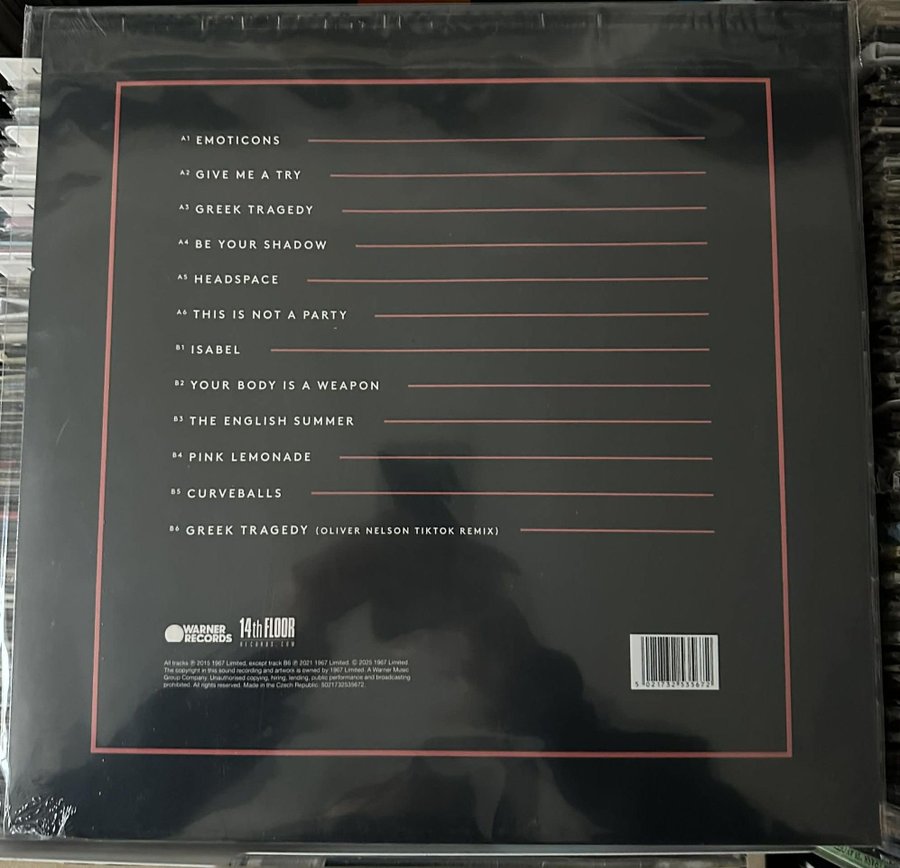 A1 EMOTICONS
A2 GIVE ME A TRY
A3 GREEK TRAGEDY
A4 BE YOUR SHADOW
A5 HEADSPACE
A6 THIS IS NOT A PARTY
B1 ISABEL
B2 YOUR BODY IS A WEAPON
B3 THE ENGLISH SUMMER
B4 PINK LEMONADE
B5 CURVEBALLS
B6 GREEK TRAGEDY (OLIVER NELSON TIKTOK REMIX)
WARNER RECORDS
14th FLOOR
RECORDS.COM
All tracks ℗ 2015 1967 Limited, except track B6 ℗ 2021 1967 Limited. © 2025 1967 Limited.
The copyright in this sound recording and artwork is owned by 1967 Limited. A Warner Music
Group Company. Unauthorised copying, hiring, lending, public performance and broadcasting
prohibited. All rights reserved. Made in the Czech Republic. 5021732535672.
5 021732 535672